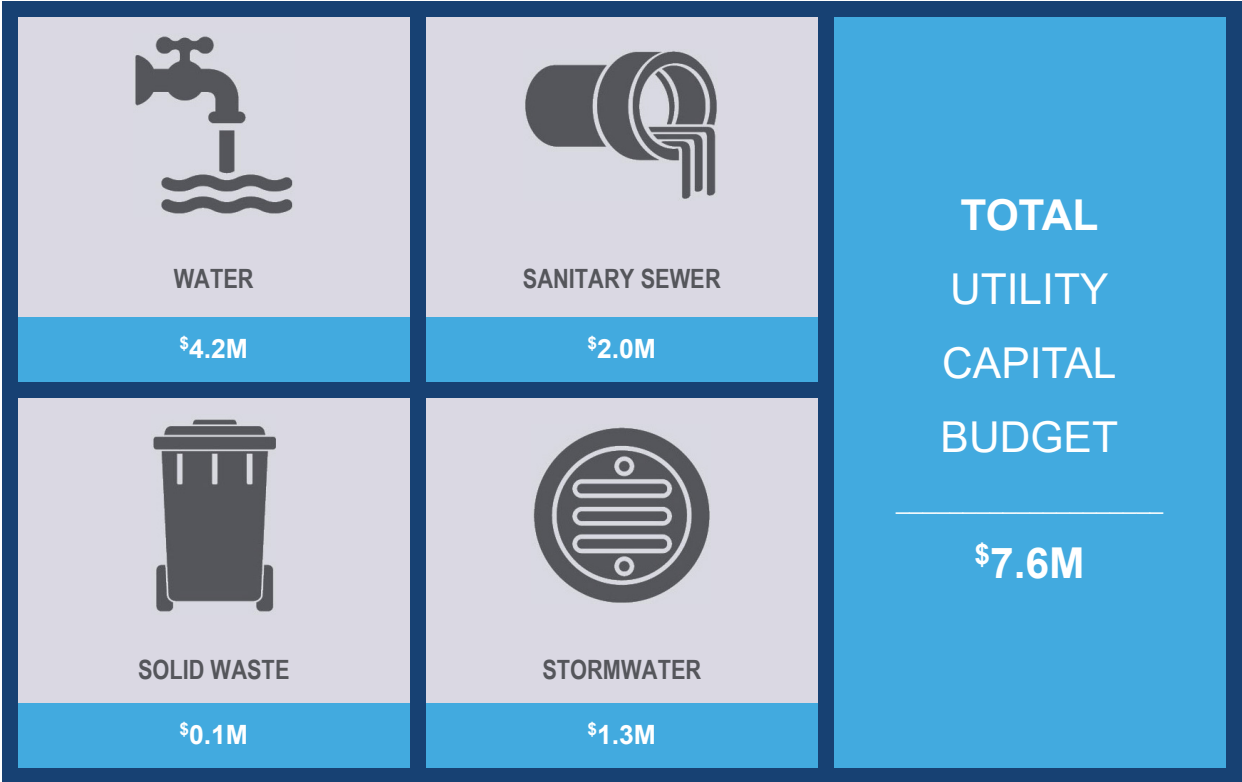 WATER
$4.2M
SANITARY SEWER
$2.0M
SOLID WASTE
$0.1M
STORMWATER
$1.3M
TOTAL
UTILITY
CAPITAL
BUDGET
$7.6M